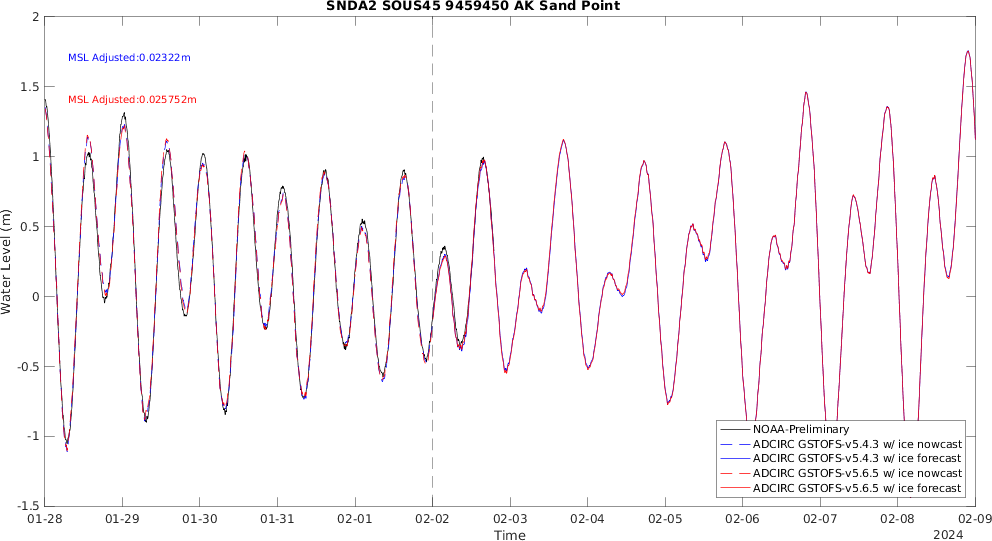 SNDA2 SOUS45 9459450 AK Sand Point
2
MSL Adjusted:0.02322m
1.5
MSL Adjusted:0.025752m
1
0.5
Water Level (m)
0
-0.5
-1
NOAA-Preliminary
ADCIRC GSTOFS-v5.4.3 w/ ice nowcast
ADCIRC GSTOFS-v5.4.3 w/ ice forecast
ADCIRC GSTOFS-v5.6.5 w/ ice nowcast
ADCIRC GSTOFS-v5.6.5 w/ ice forecast
-1.5
01-28 01-29 01-30 01-31 02-01 02-02 02-03 02-04 02-05 02-06 02-07 02-08 02-09
Time
2024